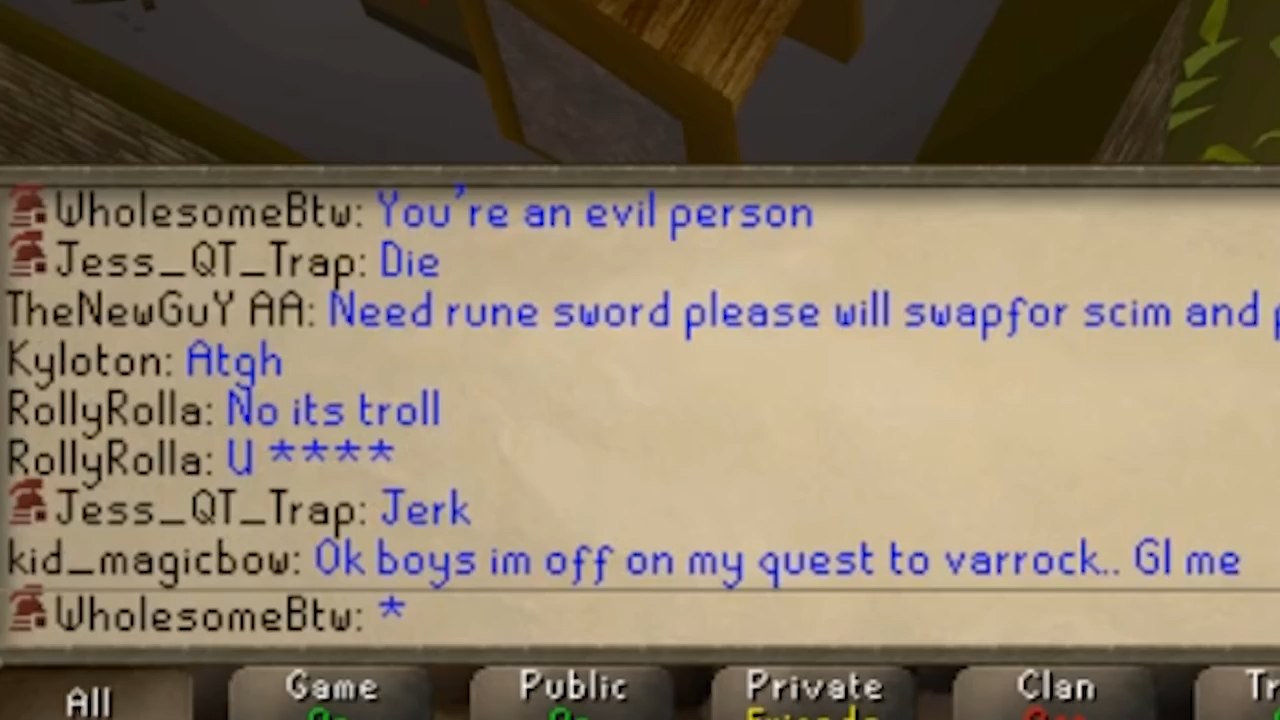 WholesomeBtw: You're an evil person
Jess_QT_Trap: Die
TheNewGuY AA: Need rune sword please will swapfor scim and
Kyloton: Atgh
RollyRolla: No its troll
RollyRolla: U ****
Jess_QT_Trap: Jerk
kid_magicbow: Ok boys im off on my quest to varrock.. Gl me
WholesomeBtw: *
All Game Public Private Clan
Friends